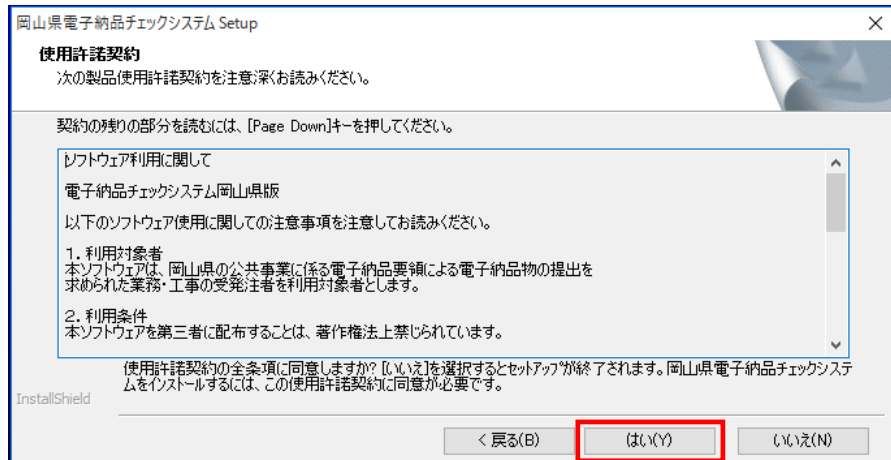 岡山県電子納品チェックシステム Setup
使用許諾契約
次の製品使用許諾契約を注意深くお読みください。
契約の残りの部分を読むには、[Page Down]キーを押してください。
ソフトウェア利用に関して
電子納品チェックシステム岡山県版
以下のソフトウェア使用に関しての注意事項を注意してお読みください。
1. 利用対象者
本ソフトウェアは、岡山県の公共事業に係る電子納品要領による電子納品物の提出を
求められた業務・工事の受発注者を利用対象者とします。
2. 利用条件
本ソフトウェアを第三者に配布することは、著作権法上禁じられています。
使用許諾契約の全条項に同意しますか? [いいえ]を選択するとセットアップが終了されます。岡山県電子納品チェックシステ
ムをインストールするには、この使用許諾契約に同意が必要です。
InstallShield
< 戻る(B)
はい(Y)
いいえ(N)